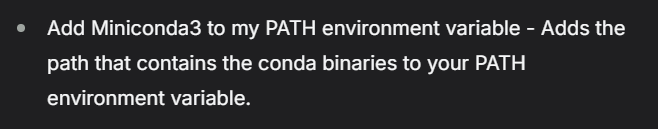 • Add Miniconda3 to my PATH environment variable - Adds the
path that contains the conda binaries to your PATH
environment variable.